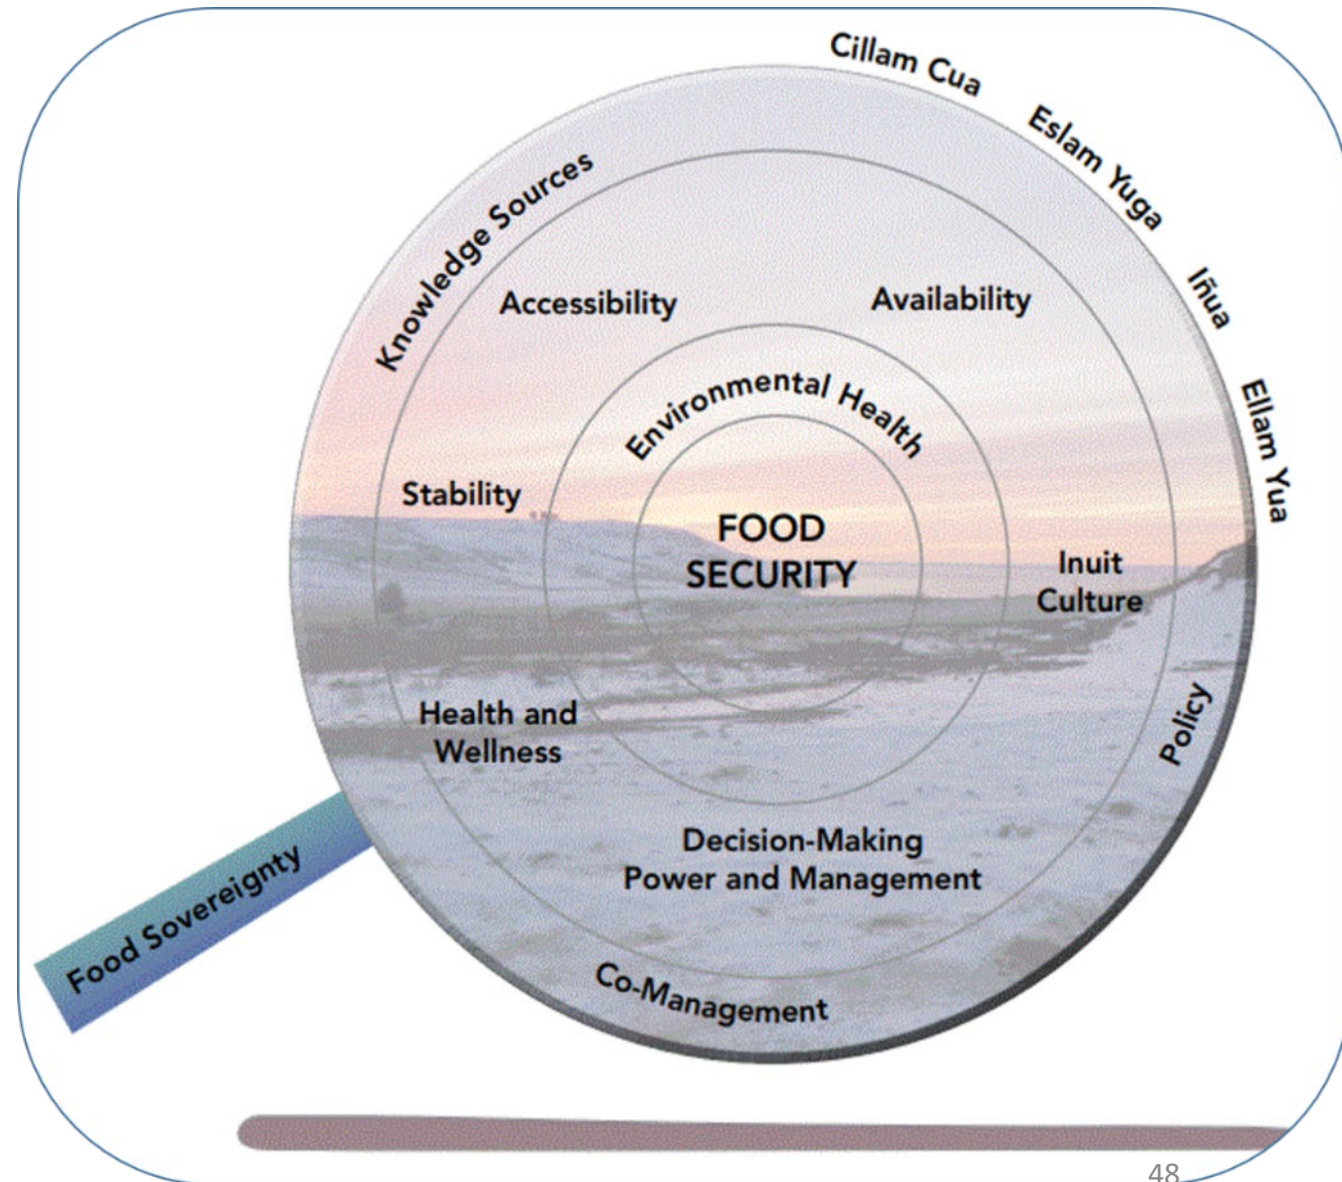 Cillam Cua
Eslam Yuga
Iñua
Ellam Yua
Knowledge Sources
Accessibility
Availability
Environmental Health
Stability
FOOD
SECURITY
Inuit
Culture
Health and
Wellness
Policy
Decision-Making
Power and Management
Co-Management
Food Sovereignty
48